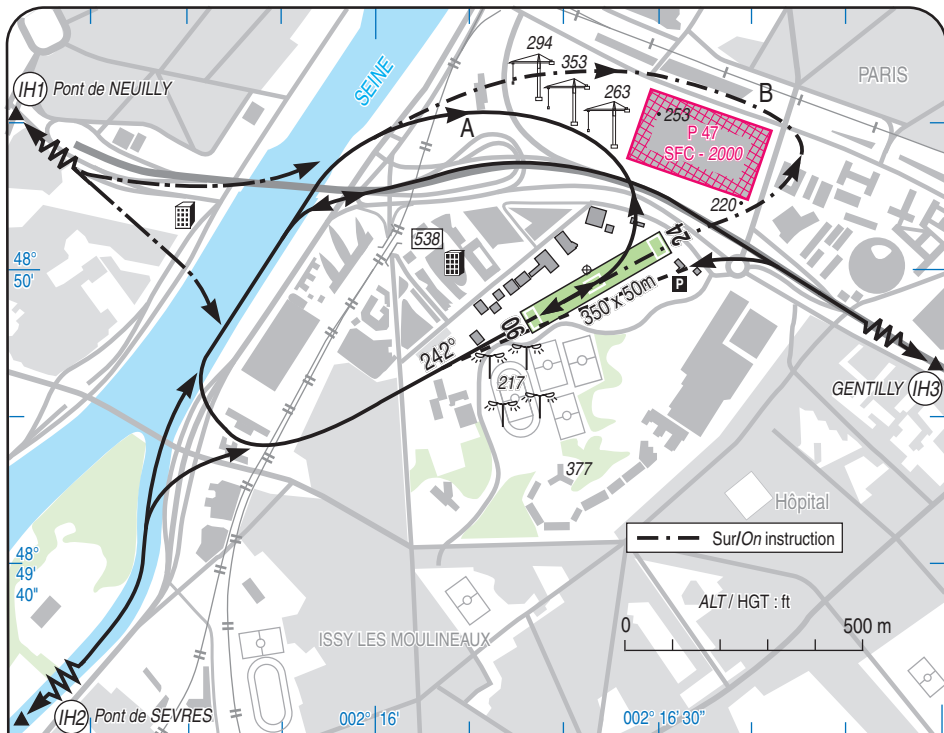 IH1 Pont de NEUILLY
SEINE
294
353
263
A
B
PARIS
253
P 47
SFC - 2000
220
538
24
06
350 x 50m
242°
P
48°
50'
217
377
GENTILLY IH3
Hôpital
Sur/On instruction
48°
49'
40"
ALT / HGT : ft
0 500 m
ISSY LES MOULINEAUX
IH2 Pont de SEVRES
002° 16'
002° 16' 30"